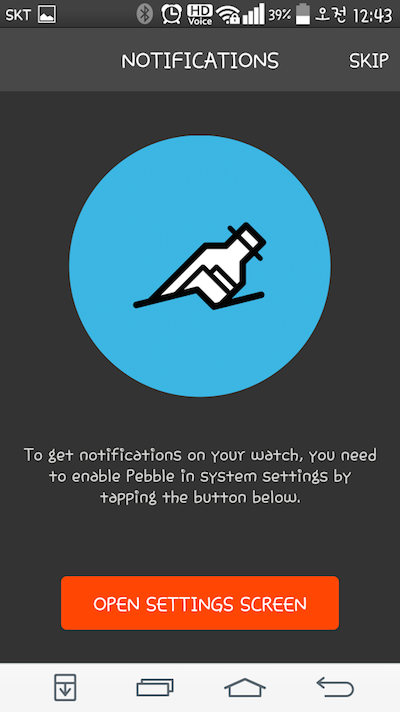 SKT HD Voice 39% 오전 12:43
NOTIFICATIONS SKIP
To get notifications on your watch, you need
to enable Pebble in system settings by
tapping the button below.
OPEN SETTINGS SCREEN